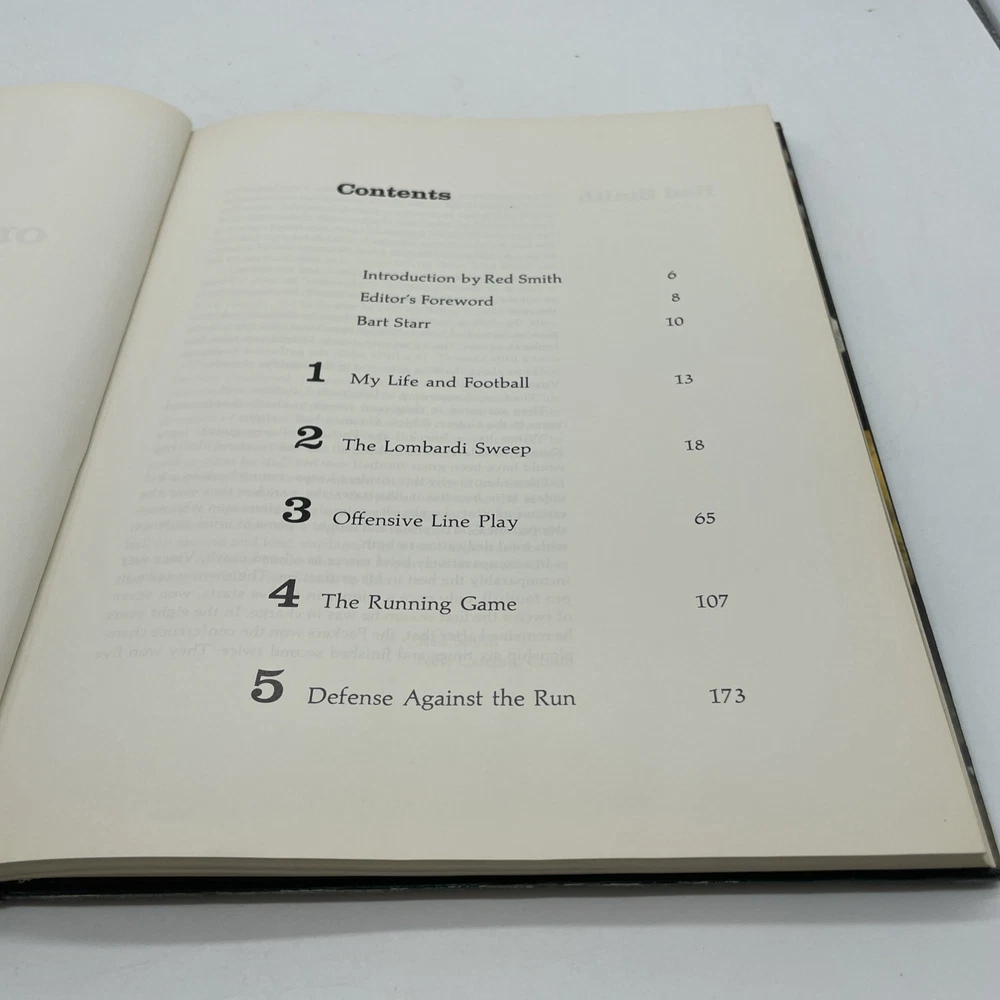 Contents
Introduction by Red Smith 6
Editor's Foreword 8
Bart Starr 10
1 My Life and Football 13
2 The Lombardi Sweep 18
3 Offensive Line Play 65
4 The Running Game 107
5 Defense Against the Run 173